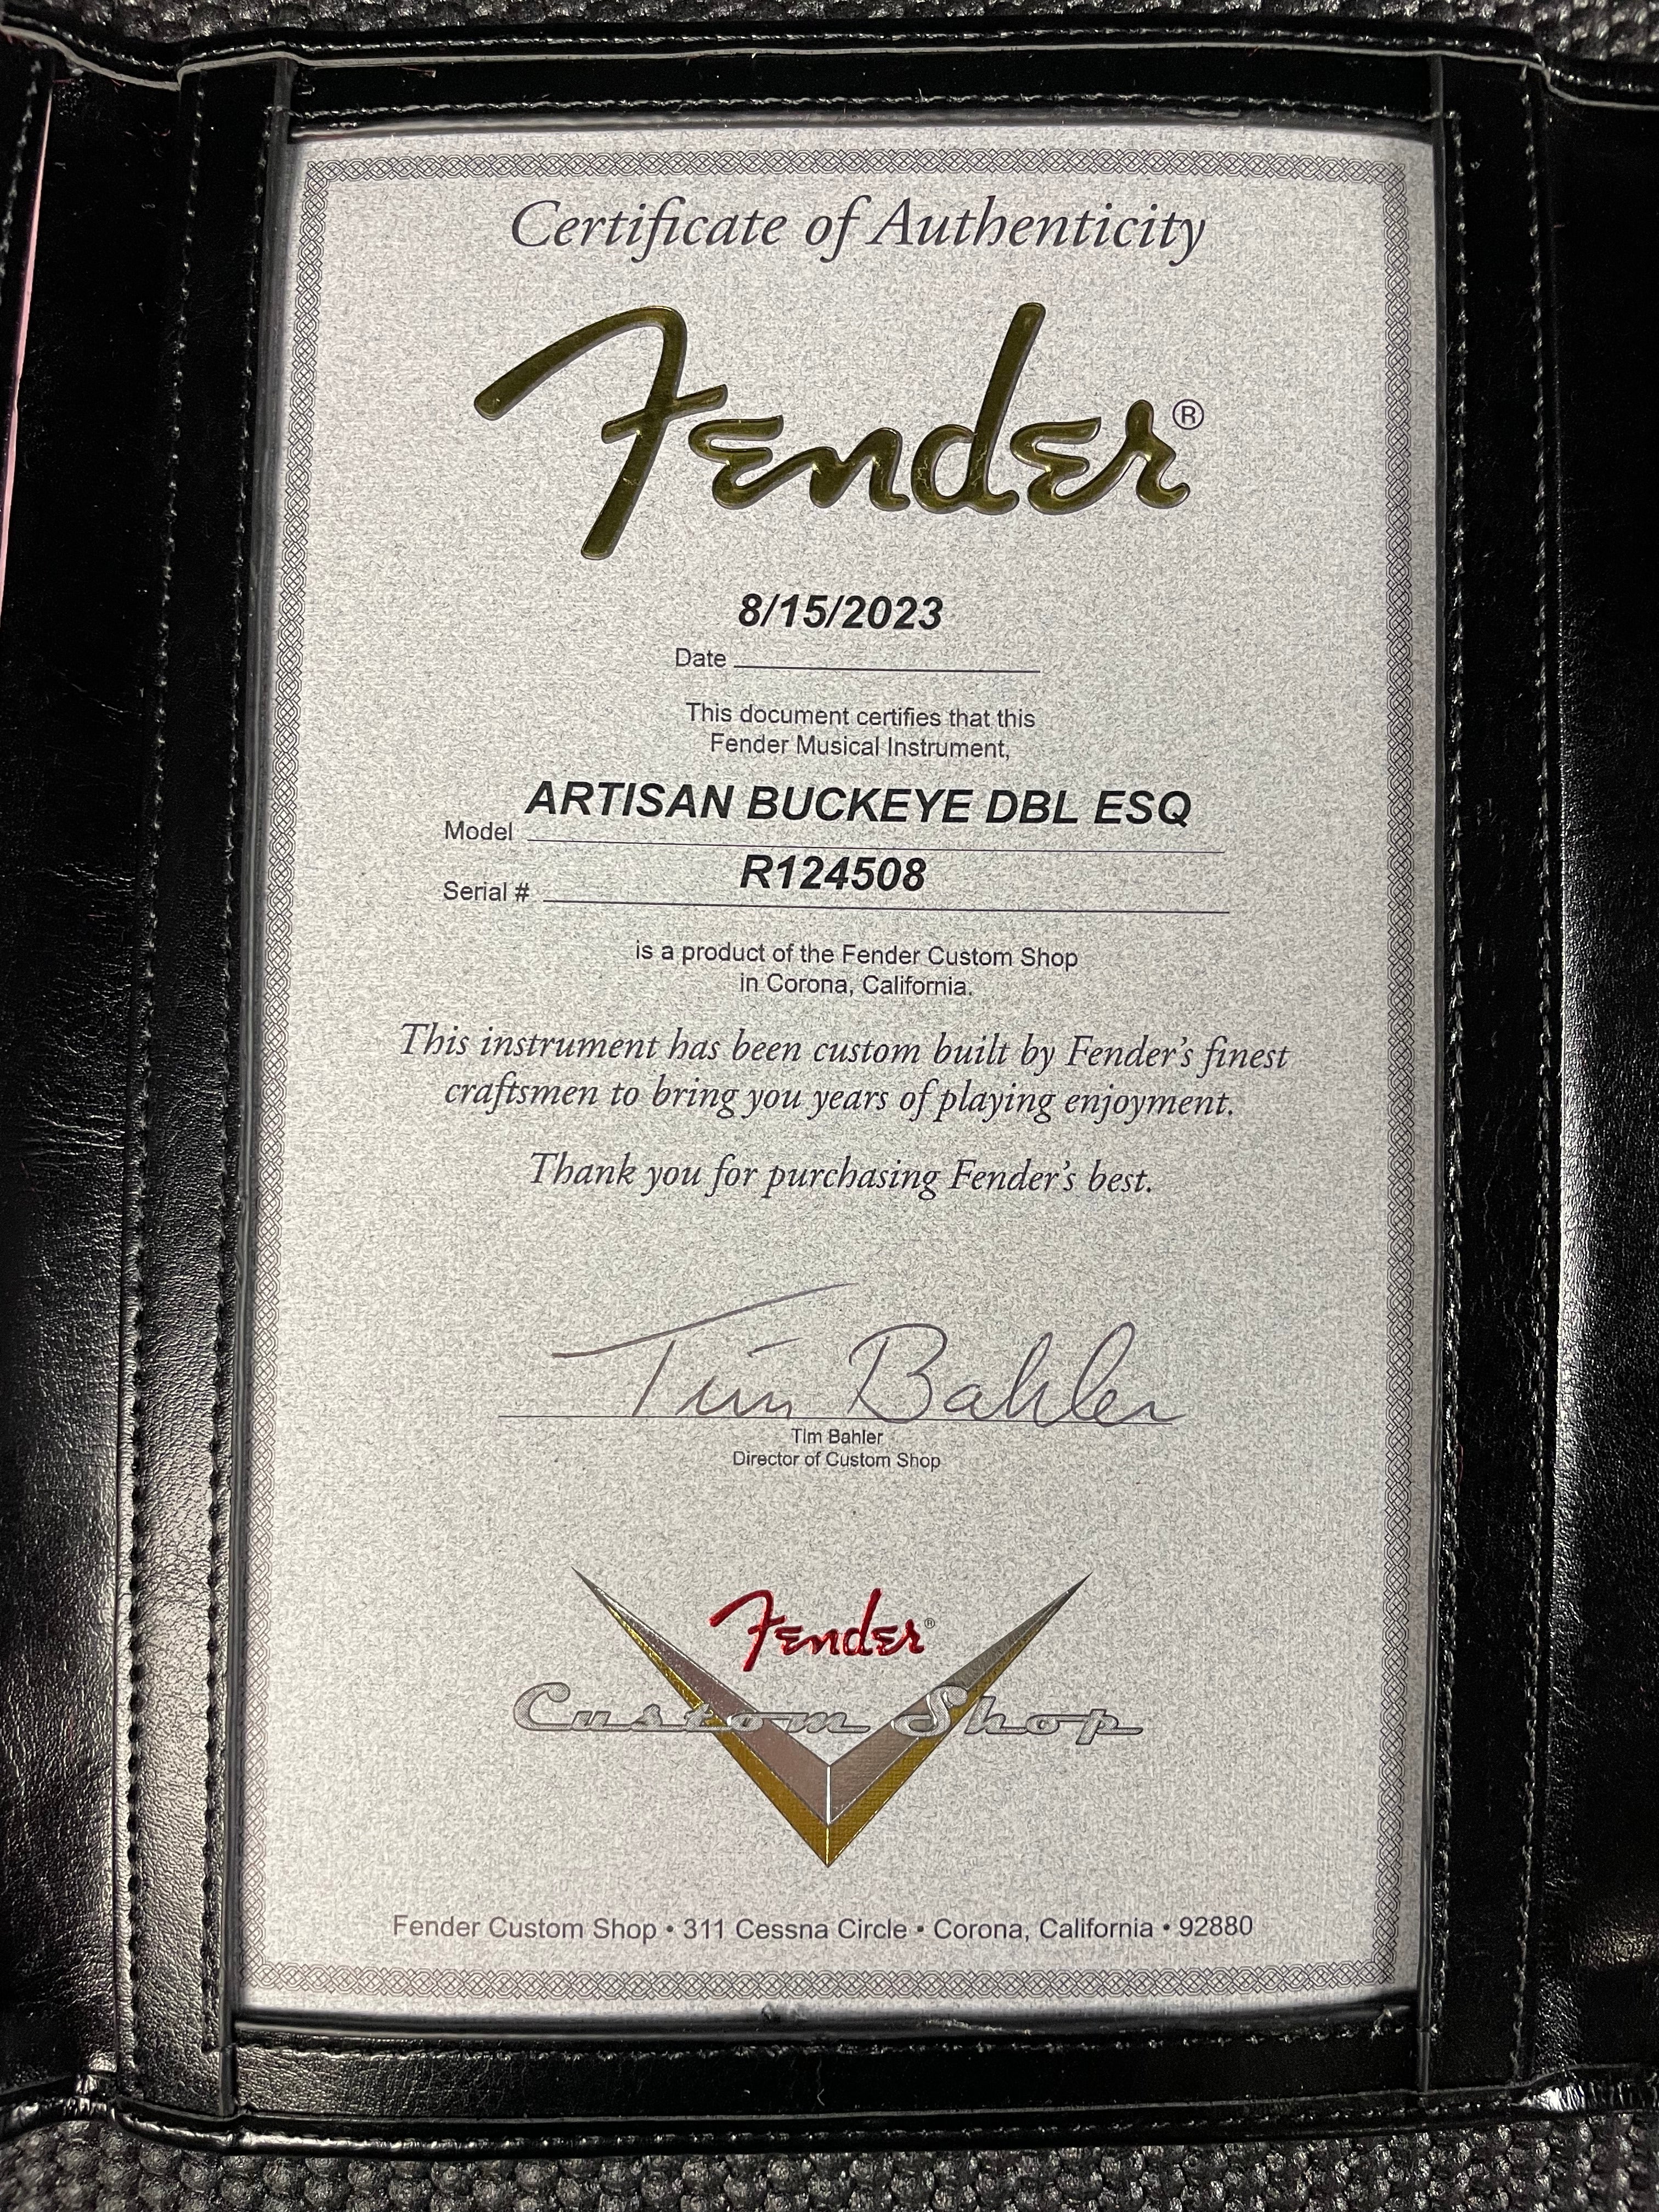 Certificate of Authenticity
Fender®
8/15/2023
Date
This document certifies that this
Fender Musical Instrument,
ARTISAN BUCKEYE DBL ESQ
Model
R124508
Serial #
is a product of the Fender Custom Shop
in Corona, California.
This instrument has been custom built by Fender's finest
craftsmen to bring you years of playing enjoyment.
Thank you for purchasing Fender's best.
Tim Bahler
Tim Bahler
Director of Custom Shop
Fender®
Custom Shop
Fender Custom Shop • 311 Cessna Circle • Corona, California • 92880